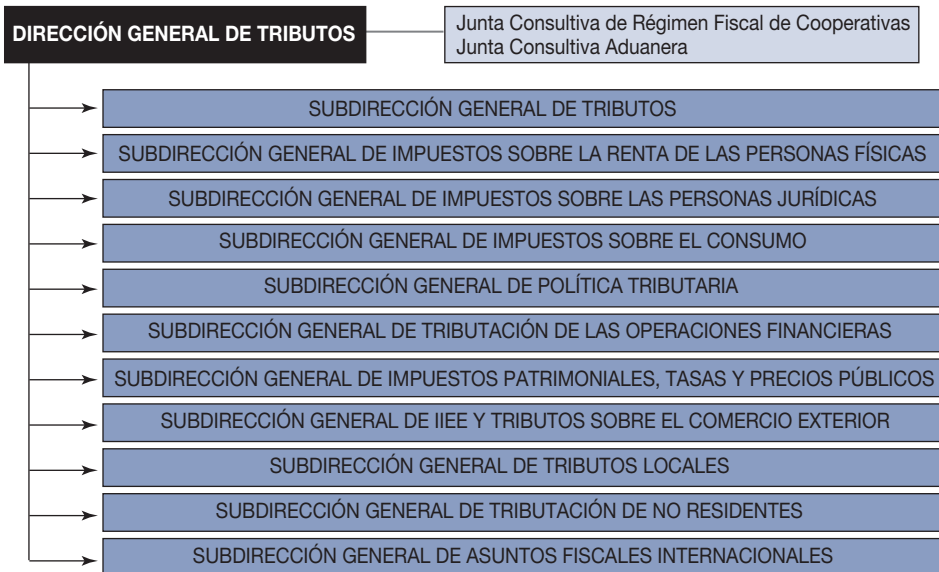 DIRECCIÓN GENERAL DE TRIBUTOS
Junta Consultiva de Régimen Fiscal de Cooperativas
Junta Consultiva Aduanera
SUBDIRECCIÓN GENERAL DE TRIBUTOS
SUBDIRECCIÓN GENERAL DE IMPUESTOS SOBRE LA RENTA DE LAS PERSONAS FÍSICAS
SUBDIRECCIÓN GENERAL DE IMPUESTOS SOBRE LAS PERSONAS JURÍDICAS
SUBDIRECCIÓN GENERAL DE IMPUESTOS SOBRE EL CONSUMO
SUBDIRECCIÓN GENERAL DE POLÍTICA TRIBUTARIA
SUBDIRECCIÓN GENERAL DE TRIBUTACIÓN DE LAS OPERACIONES FINANCIERAS
SUBDIRECCIÓN GENERAL DE IMPUESTOS PATRIMONIALES, TASAS Y PRECIOS PÚBLICOS
SUBDIRECCIÓN GENERAL DE IIEE Y TRIBUTOS SOBRE EL COMERCIO EXTERIOR
SUBDIRECCIÓN GENERAL DE TRIBUTOS LOCALES
SUBDIRECCIÓN GENERAL DE TRIBUTACIÓN DE NO RESIDENTES
SUBDIRECCIÓN GENERAL DE ASUNTOS FISCALES INTERNACIONALES